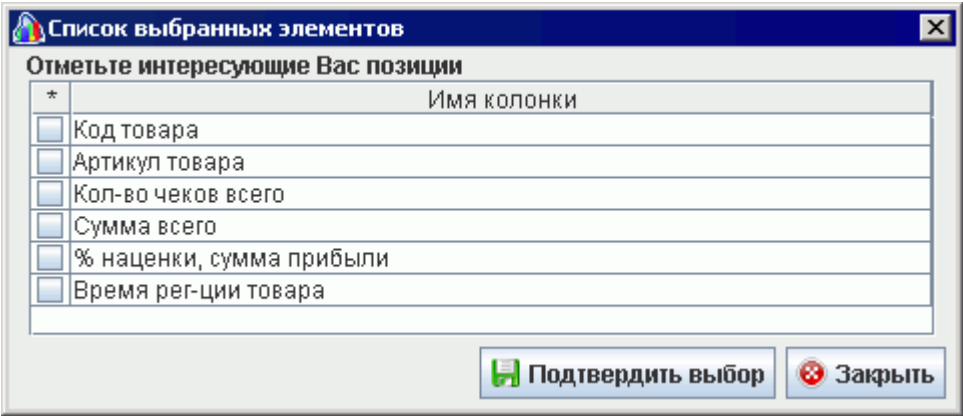 Список выбранных элементов
Отметьте интересующие Вас позиции
* Имя колонки
Код товара
Артикул товара
Кол-во чеков всего
Сумма всего
% наценки, сумма прибыли
Время рег-ции товара
Подтвердить выбор Закрыть